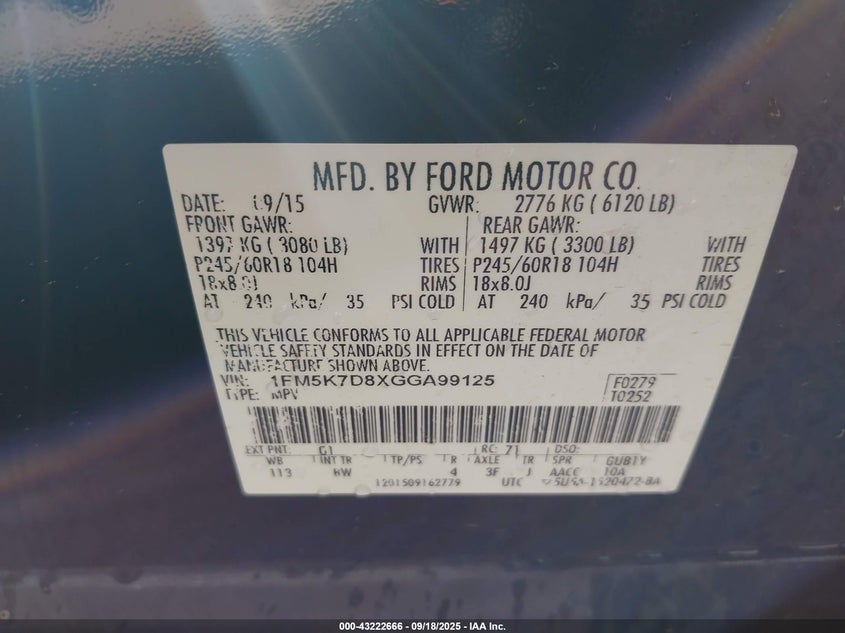 MFD. BY FORD MOTOR CO.
DATE: 09/15 GVWR: 2776 KG ( 6120 LB)
FRONT GAWR: REAR GAWR:
1397 KG ( 3080 LB) WITH 1497 KG ( 3300 LB) WITH
P245/60R18 104H TIRES P245/60R18 104H TIRES
18x8.0J RIMS 18x8.0J RIMS
AT 240 kPa/ 35 PSI COLD AT 240 kPa/ 35 PSI COLD
THIS VEHICLE CONFORMS TO ALL APPLICABLE FEDERAL MOTOR
VEHICLE SAFETY STANDARDS IN EFFECT ON THE DATE OF
MANUFACTURE SHOWN ABOVE.
VIN: 1FM5K7D8XGGA99125 F0279
TYPE: MPV T0252
EXT PNT: G1 RC: 71 DSO:
WB INT TR TP/PS R AXLE TR SPR GUB1Y
113 4 3F J AACC 10A
1201509162779 UTC
000-43222666 - 09/18/2025 - IAA Inc.